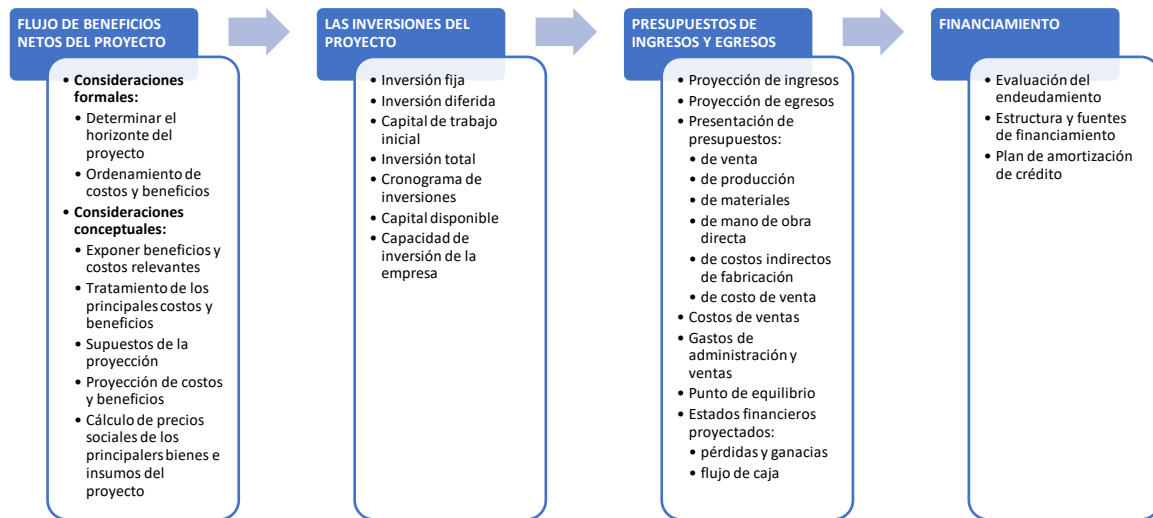 FLUJO DE BENEFICIOS
NETOS DEL PROYECTO
• Consideraciones
formales:
• Determinar el
horizonte del
proyecto
• Ordenamiento de
costos y beneficios
• Consideraciones
conceptuales:
• Exponer beneficios y
costos relevantes
• Tratamiento de los
principales costos y
beneficios
• Supuestos de la
proyección
• Proyección de costos
y beneficios
• Cálculo de precios
sociales de los
principalers bienes e
insumos del
proyecto
LAS INVERSIONES DEL
PROYECTO
• Inversión fija
• Inversión diferida
• Capital de trabajo
inicial
• Inversión total
• Cronograma de
inversiones
• Capital disponible
• Capacidad de
inversión de la
empresa
PRESUPUESTOS DE
INGRESOS Y EGRESOS
• Proyección de ingresos
• Proyección de egresos
• Presentación de
presupuestos:
• de venta
• de producción
• de materiales
• de mano de obra
directa
• de costos indirectos
de fabricación
• de costo de venta
• Costos de ventas
• Gastos de
administración y
ventas
• Punto de equilibrio
• Estados financieros
proyectados:
• pérdidas y ganacias
• flujo de caja
FINANCIAMIENTO
• Evaluación del
endeudamiento
• Estructura y fuentes
de financiamiento
• Plan de amortización
de crédito